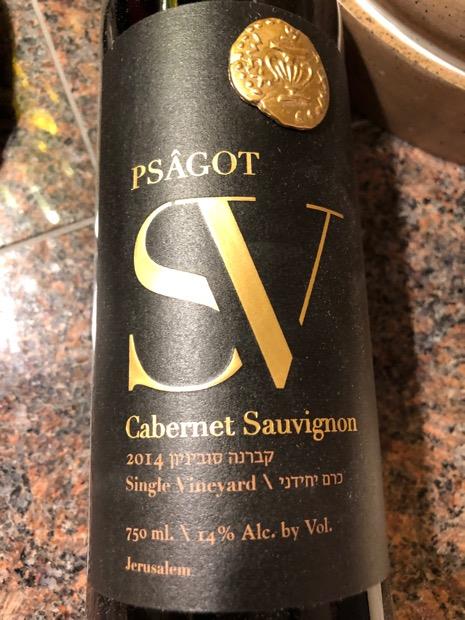 PSÂGOT
SV
Cabernet Sauvignon
2014 קברנה סוביניון
Single Vineyard \ כרם יחידני
750 ml. \ 14% Alc. by Vol.
Jerusalem